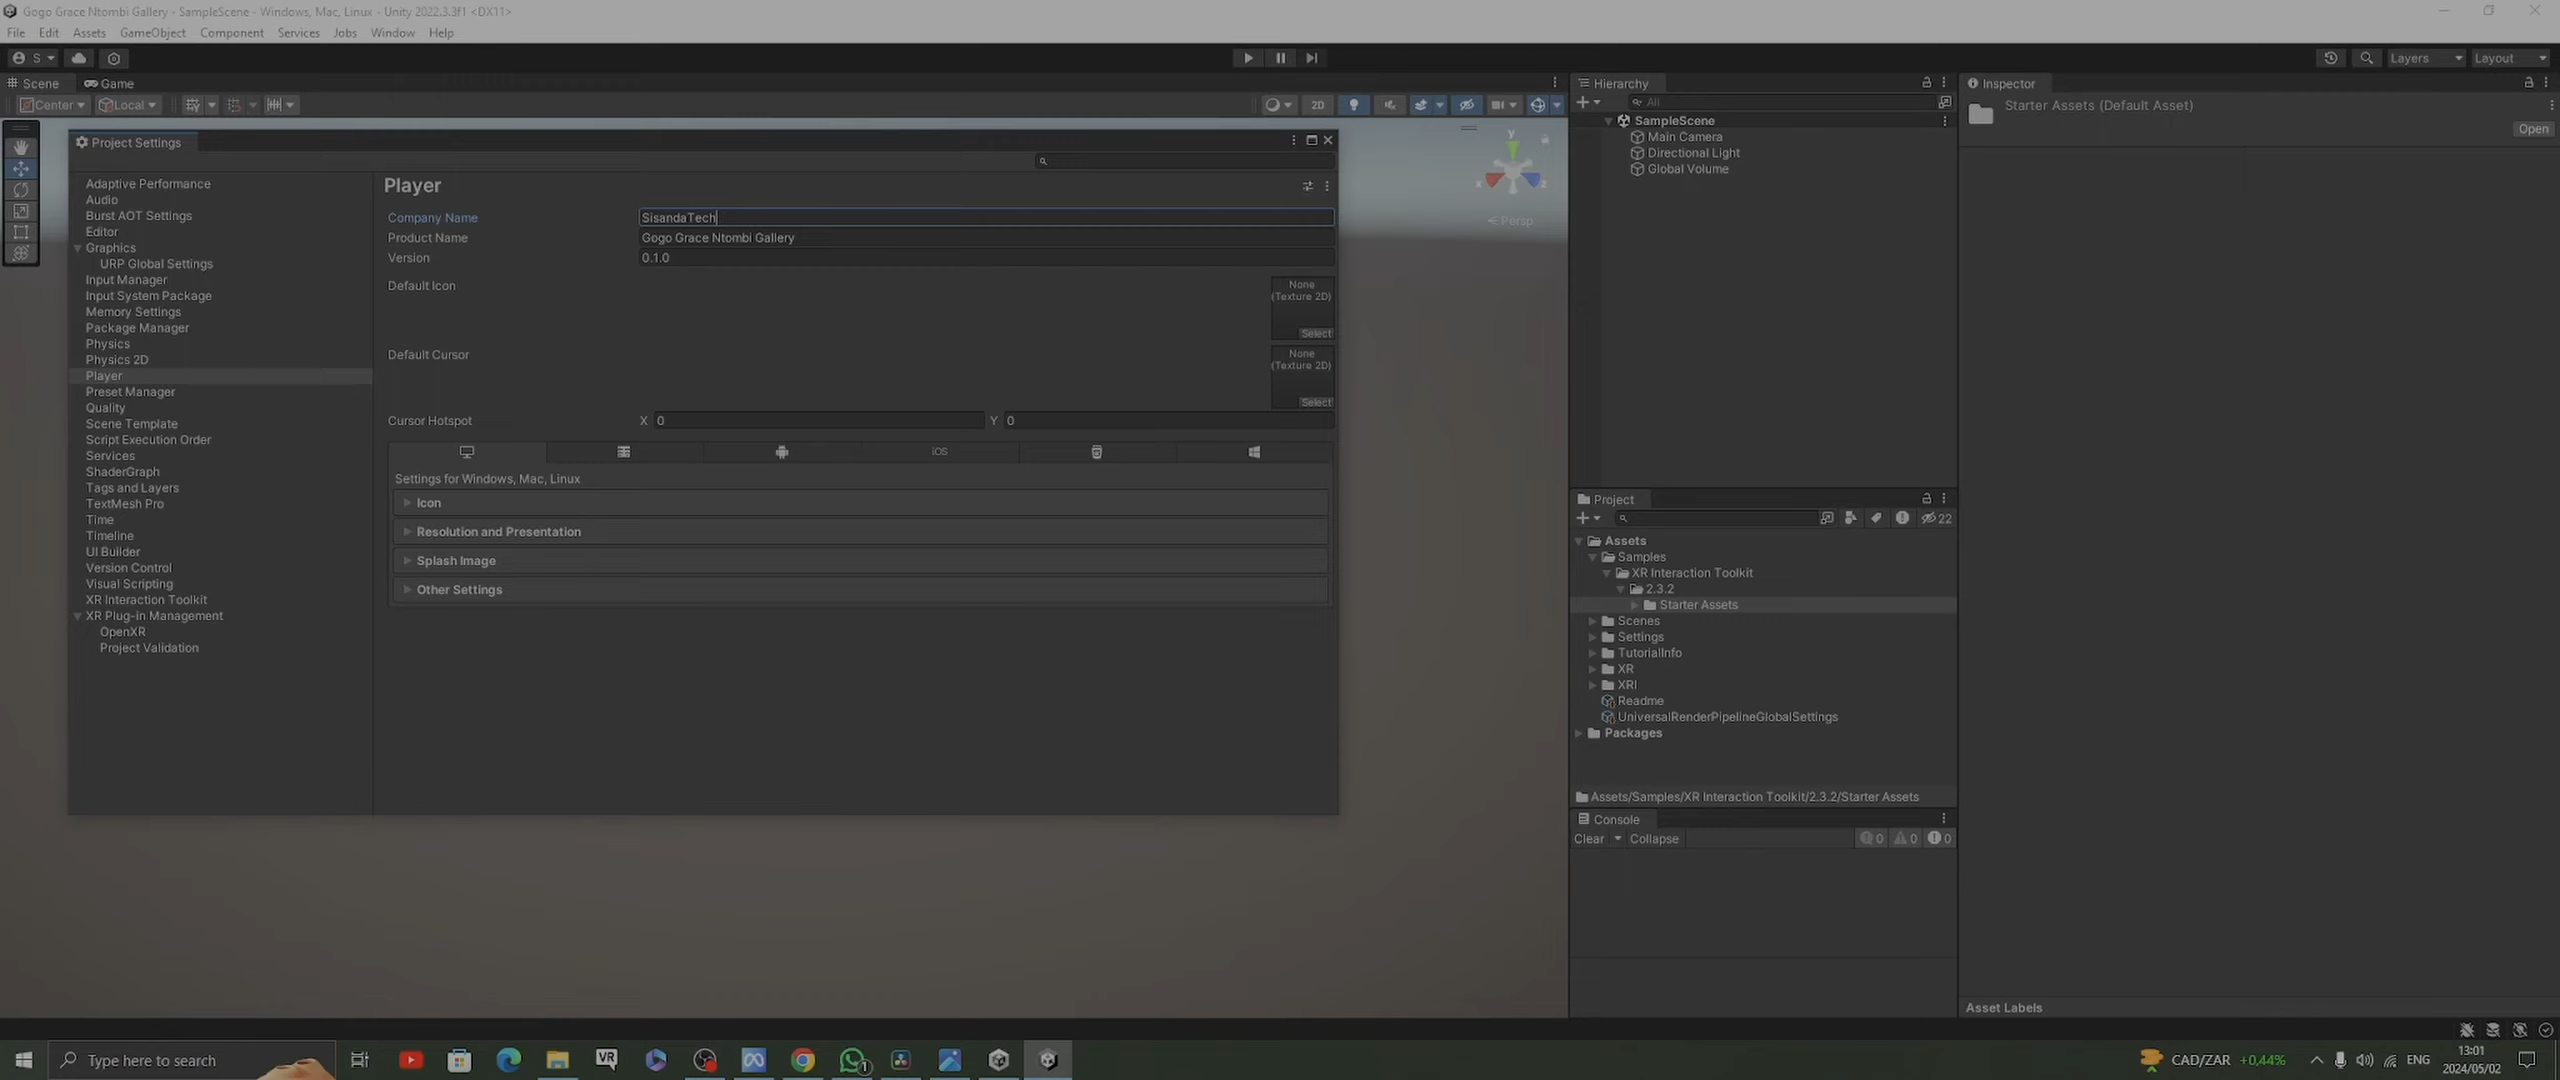 Gogo Grace Ntombi Gallery - SampleScene - Windows, Mac, Linux - Unity 2022.3.3f1 <DX11>
File Edit Assets GameObject Component Services Jobs Window Help
S Layers Layout
Scene Game
Center Local 2D
Project Settings
Adaptive Performance
Audio
Burst AOT Settings
Editor
Graphics
URP Global Settings
Input Manager
Input System Package
Memory Settings
Package Manager
Physics
Physics 2D
Player
Preset Manager
Quality
Scene Template
Script Execution Order
Services
ShaderGraph
Tags and Layers
TextMesh Pro
Time
Timeline
UI Builder
Version Control
Visual Scripting
XR Interaction Toolkit
XR Plug-in Management
OpenXR
Project Validation
Player
Company Name SisandaTech
Product Name Gogo Grace Ntombi Gallery
Version 0.1.0
Default Icon
None
(Texture 2D)
Select
Default Cursor
None
(Texture 2D)
Select
Cursor Hotspot X 0 Y 0
iOS
Settings for Windows, Mac, Linux
Icon
Resolution and Presentation
Splash Image
Other Settings
Y
X Z
Persp
Hierarchy
All
SampleScene
Main Camera
Directional Light
Global Volume
Project
22
Assets
Samples
XR Interaction Toolkit
2.3.2
Starter Assets
Scenes
Settings
TutorialInfo
XR
XRI
Readme
UniversalRenderPipelineGlobalSettings
Packages
Assets/Samples/XR Interaction Toolkit/2.3.2/Starter Assets
Console
Clear Collapse 0 0 0
Inspector
Starter Assets (Default Asset)
Open
Asset Labels
Type here to search
VR
1
CAD/ZAR +0,44%
ENG
13:01
2024/05/02